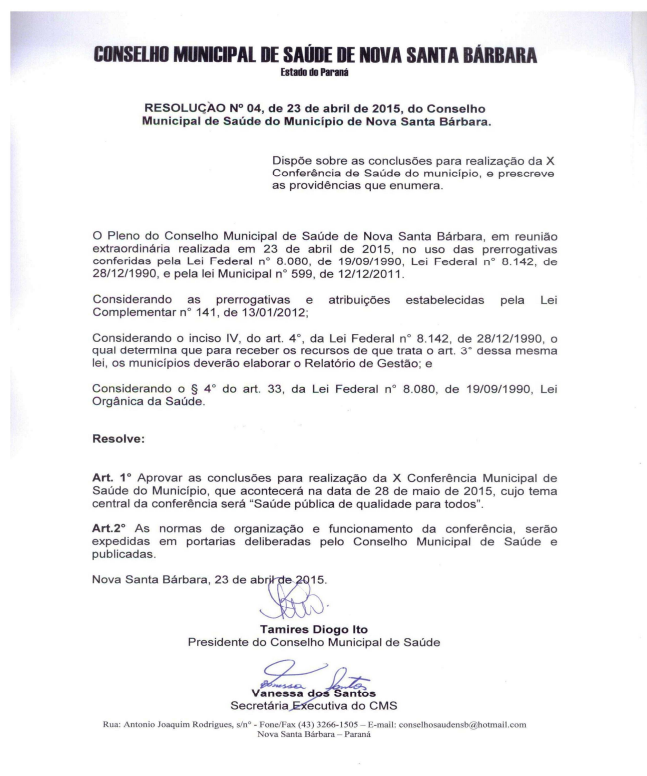 CONSELHO MUNICIPAL DE SAÚDE DE NOVA SANTA BÁRBARA
Estado do Paraná
RESOLUÇÃO Nº 04, de 23 de abril de 2015, do Conselho
Municipal de Saúde do Município de Nova Santa Bárbara.
Dispõe sobre as conclusões para realização da X
Conferência de Saúde do município, e prescreve
as providências que enumera.
O Pleno do Conselho Municipal de Saúde de Nova Santa Bárbara, em reunião
extraordinária realizada em 23 de abril de 2015, no uso das prerrogativas
conferidas pela Lei Federal n° 8.080, de 19/09/1990, Lei Federal n° 8.142, de
28/12/1990, e pela lei Municipal n° 599, de 12/12/2011.
Considerando as prerrogativas e atribuições estabelecidas pela Lei
Complementar n° 141, de 13/01/2012;
Considerando o inciso IV, do art. 4°, da Lei Federal n° 8.142, de 28/12/1990, o
qual determina que para receber os recursos de que trata o art. 3° dessa mesma
lei, os municípios deverão elaborar o Relatório de Gestão; e
Considerando o § 4° do art. 33, da Lei Federal n° 8.080, de 19/09/1990, Lei
Orgânica da Saúde.
Resolve:
Art. 1° Aprovar as conclusões para realização da X Conferência Municipal de
Saúde do Município, que acontecerá na data de 28 de maio de 2015, cujo tema
central da conferência será “Saúde pública de qualidade para todos”.
Art.2° As normas de organização e funcionamento da conferência, serão
expedidas em portarias deliberadas pelo Conselho Municipal de Saúde e
publicadas.
Nova Santa Bárbara, 23 de abril de 2015.
Tamires Diogo Ito
Presidente do Conselho Municipal de Saúde
Vanessa Santos
Vanessa dos Santos
Secretária Executiva do CMS
Rua: Antonio Joaquim Rodrigues, s/n° - Fone/Fax (43) 3266-1505 – E-mail: conselhosaudensb@hotmail.com
Nova Santa Bárbara – Paraná